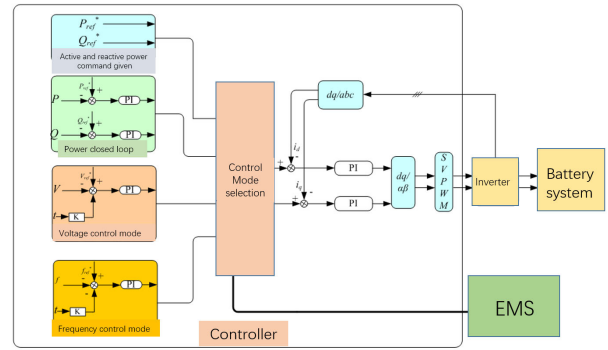 P_ref*
Q_ref*
Active and reactive power
command given
P_ref*
P - + PI
Q_ref*
Q - + PI
Power closed loop
V_ref*
V - + PI
t K
Voltage control mode
f_ref*
f - + PI
t - K
Frequency control mode
Control
Mode
selection
dq/abc
i_d
i_q
+ - PI
+ - PI
dq/
αβ
S
V
P
W
M
Inverter
Battery
system
EMS
Controller